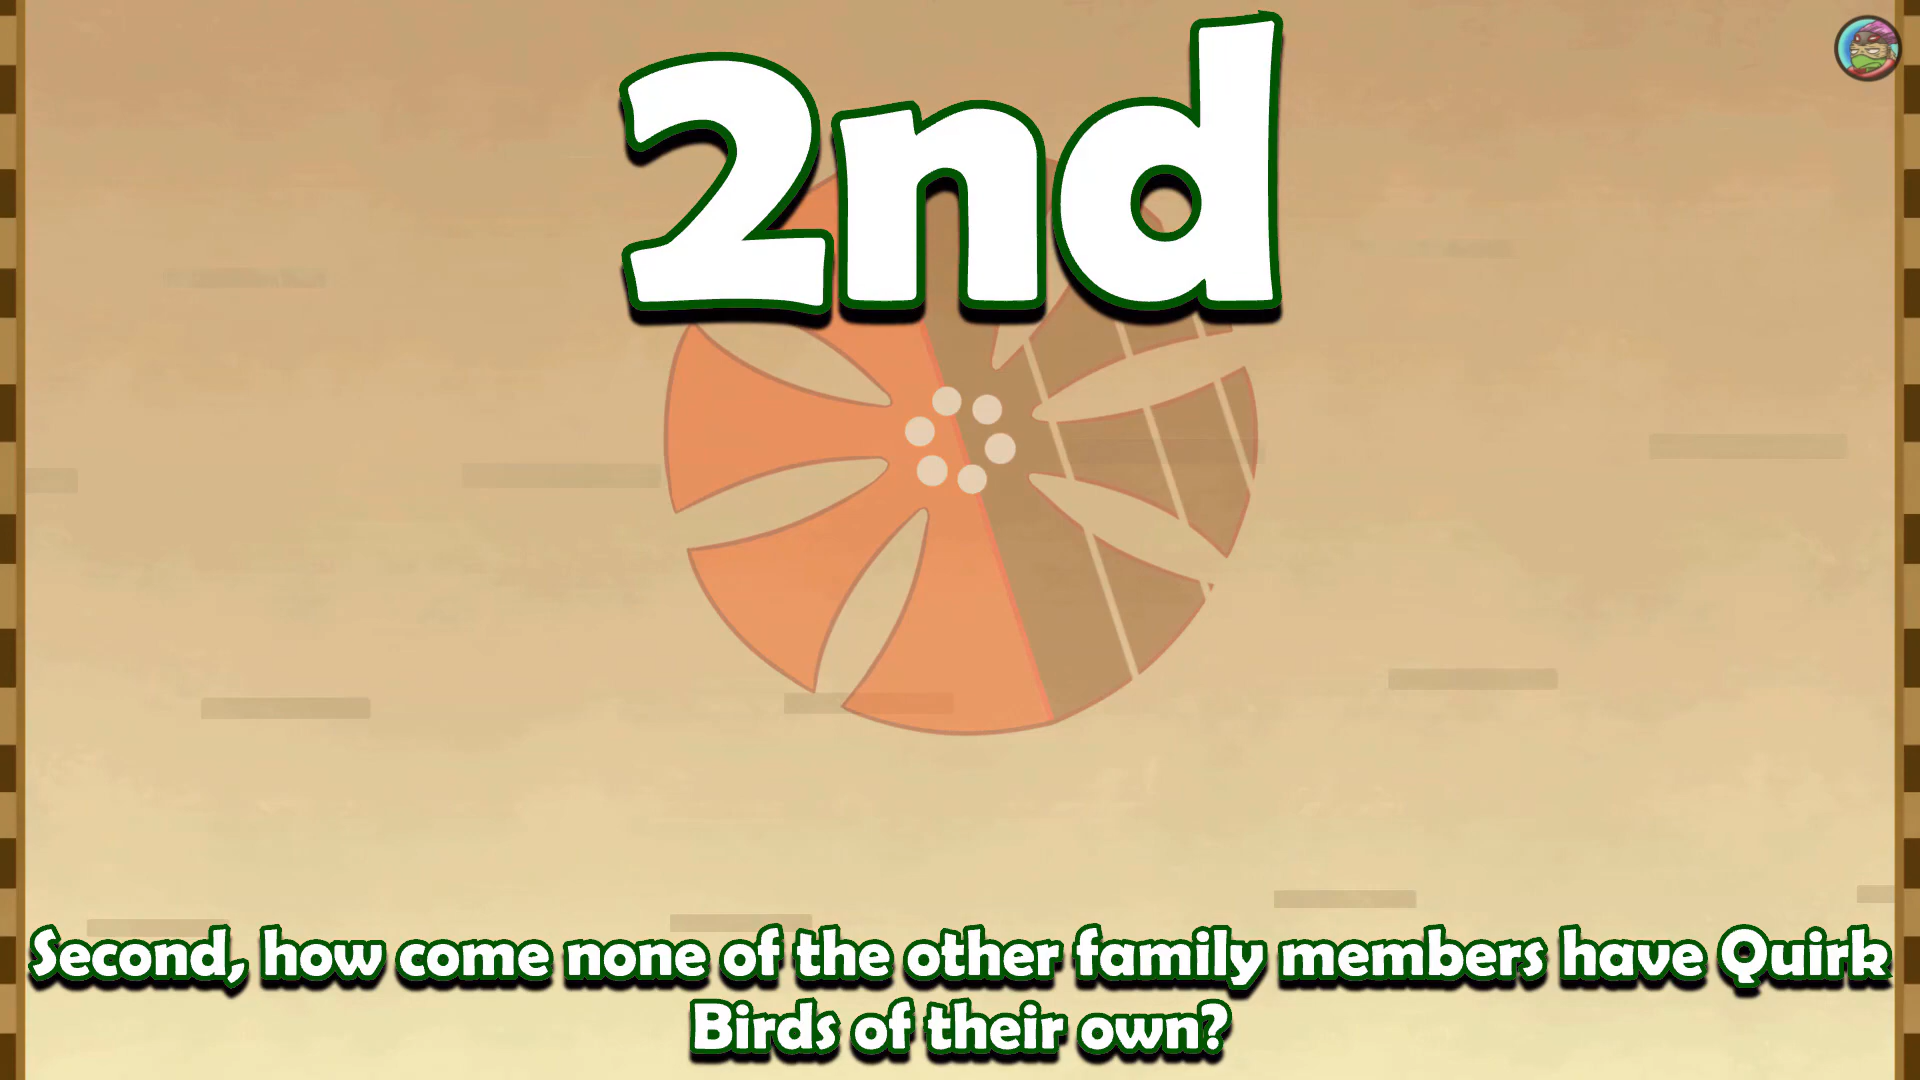 2nd
Second, how come none of the other family members have Quirk
Birds of their own?